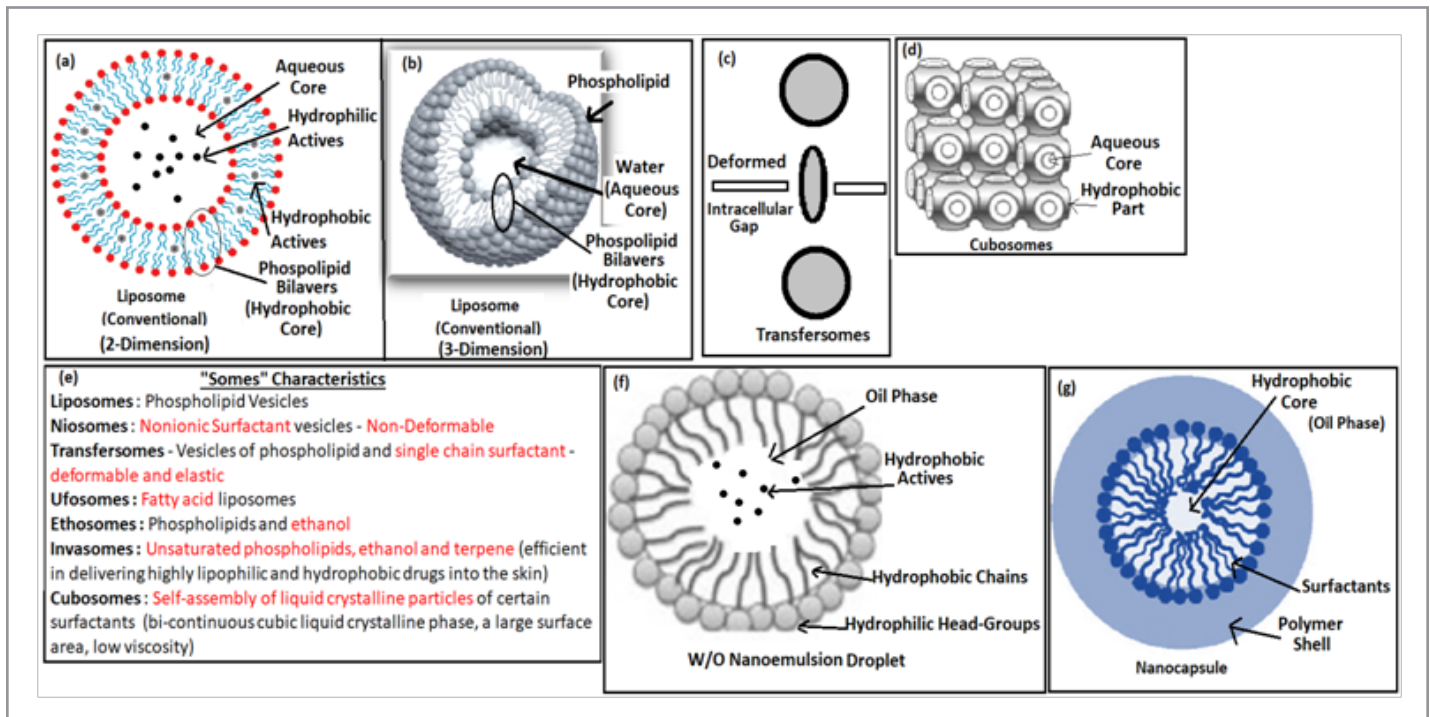 (a)
Aqueous
Core
Hydrophilic
Actives
Hydrophobic
Actives
Phospolipid
Bilavers
(Hydrophobic
Core)
Liposome
(Conventional)
(2-Dimension)
(b)
Phospholipid
Water
(Aqueous
Core)
Phospolipid
Bilavers
(Hydrophobic
Core)
Liposome
(Conventional)
(3-Dimension)
(c)
Deformed
Intracellular
Gap
Transfersomes
(d)
Aqueous
Core
Hydrophobic
Part
Cubosomes
(e)
"Somes" Characteristics
Liposomes : Phospholipid Vesicles
Niosomes : Nonionic Surfactant vesicles - Non-Deformable
Transfersomes - Vesicles of phospholipid and single chain surfactant -
deformable and elastic
Ufosomes : Fatty acid liposomes
Ethosomes : Phospholipids and ethanol
Invasomes : Unsaturated phospholipids, ethanol and terpene (efficient
in delivering highly lipophilic and hydrophobic drugs into the skin)
Cubosomes : Self-assembly of liquid crystalline particles of certain
surfactants (bi-continuous cubic liquid crystalline phase, a large surface
area, low viscosity)
(f)
Oil Phase
Hydrophobic
Actives
Hydrophobic Chains
Hydrophilic Head-Groups
W/O Nanoemulsion Droplet
(g)
Hydrophobic
Core
(Oil Phase)
Surfactants
Polymer
Shell
Nanocapsule